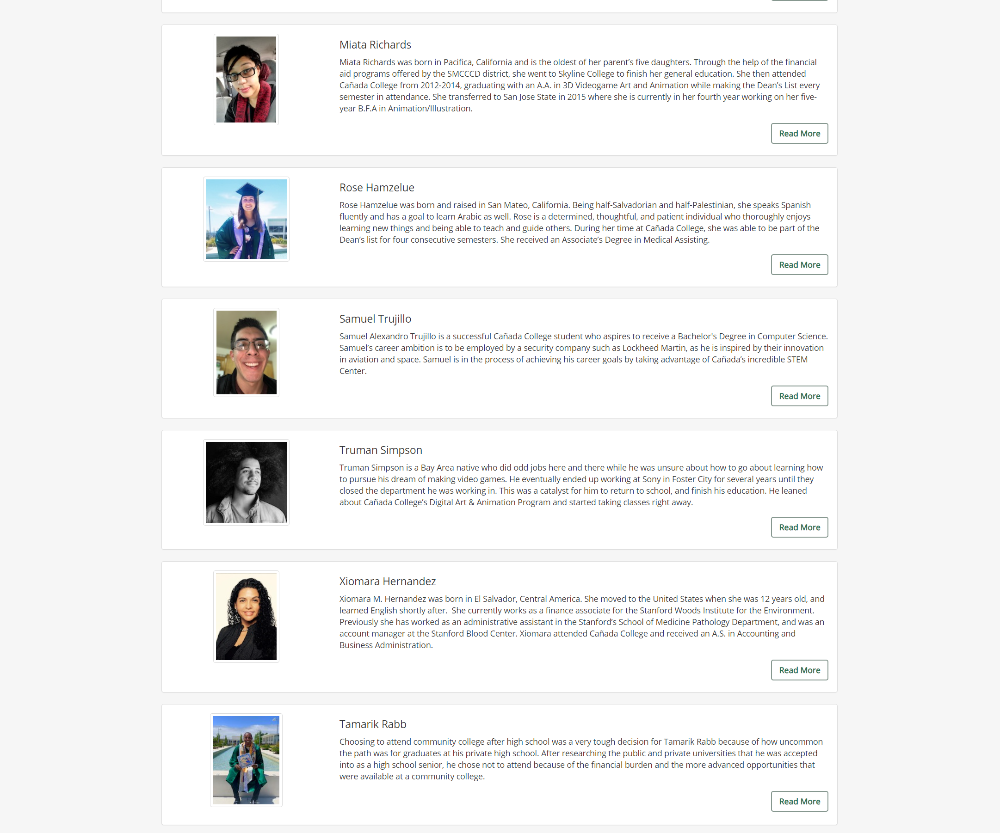 Miata Richards
Miata Richards was born in Pacifica, California and is the oldest of her parent’s five daughters. Through the help of the financial
aid programs offered by the SMCCCD district, she went to Skyline College to finish her general education. She then attended
Cañada College from 2012-2014, graduating with an A.A. in 3D Videogame Art and Animation while making the Dean’s List every
semester in attendance. She transferred to San Jose State in 2015 where she is currently in her fourth year working on her five-
year B.F.A in Animation/Illustration.
Read More
Rose Hamzelue
Rose Hamzelue was born and raised in San Mateo, California. Being half-Salvadorian and half-Palestinian, she speaks Spanish
fluently and has a goal to learn Arabic as well. Rose is a determined, thoughtful, and patient individual who thoroughly enjoys
learning new things and being able to teach and guide others. During her time at Cañada College, she was able to be part of the
Dean’s list for four consecutive semesters. She received an Associate’s Degree in Medical Assisting.
Read More
Samuel Trujillo
Samuel Alexandro Trujillo is a successful Cañada College student who aspires to receive a Bachelor's Degree in Computer Science.
Samuel’s career ambition is to be employed by a security company such as Lockheed Martin, as he is inspired by their innovation
in aviation and space. Samuel is in the process of achieving his career goals by taking advantage of Cañada’s incredible STEM
Center.
Read More
Truman Simpson
Truman Simpson is a Bay Area native who did odd jobs here and there while he was unsure about how to go about learning how
to pursue his dream of making video games. He eventually ended up working at Sony in Foster City for several years until they
closed the department he was working in. This was a catalyst for him to return to school, and finish his education. He leaned
about Cañada College’s Digital Art & Animation Program and started taking classes right away.
Read More
Xiomara Hernandez
Xiomara M. Hernandez was born in El Salvador, Central America. She moved to the United States when she was 12 years old, and
learned English shortly after.  She currently works as a finance associate for the Stanford Woods Institute for the Environment.
Previously she has worked as an administrative assistant in the Stanford’s School of Medicine Pathology Department, and was an
account manager at the Stanford Blood Center. Xiomara attended Cañada College and received an A.S. in Accounting and
Business Administration.
Read More
Tamarik Rabb
Choosing to attend community college after high school was a very tough decision for Tamarik Rabb because of how uncommon
the path was for graduates at his private high school. After researching the public and private universities that he was accepted
into as a high school senior, he chose not to attend because of the financial burden and the more advanced opportunities that
were available at a community college.
Read More